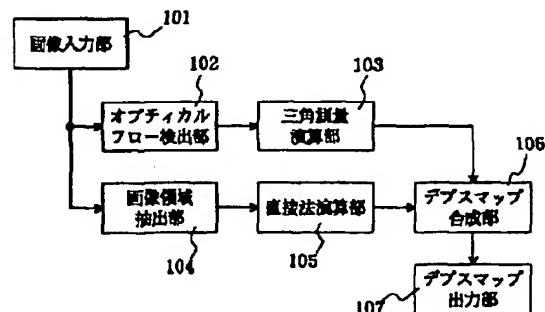 101
画像入力部
102
オプティカル
フロー検出部
103
三角測量
演算部
106
デプスマップ
合成部
画像領域
抽出部
104
直接法演算部
105
デプスマップ
出力部
107